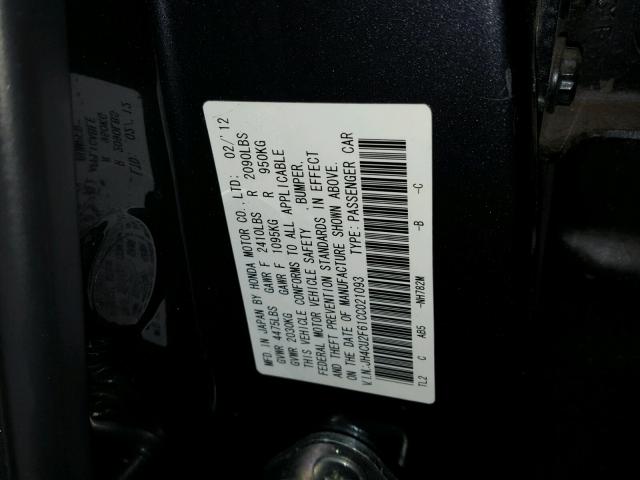 MFD. IN JAPAN BY HONDA MOTOR CO., LTD. 02/'12
GVWR 4475LBS GAWR F 2410LBS R 2090LBS
GVWR 2030KG GAWR F 1095KG R 950KG
THIS VEHICLE CONFORMS TO ALL APPLICABLE
FEDERAL MOTOR VEHICLE SAFETY , BUMPER,
AND THEFT PREVENTION STANDARDS IN EFFECT
ON THE DATE OF MANUFACTURE SHOWN ABOVE.
V.I.N.:JH4CU2F61CC021093 TYPE: PASSENGER CAR
TL2 C AB5 -NH782M -B -C